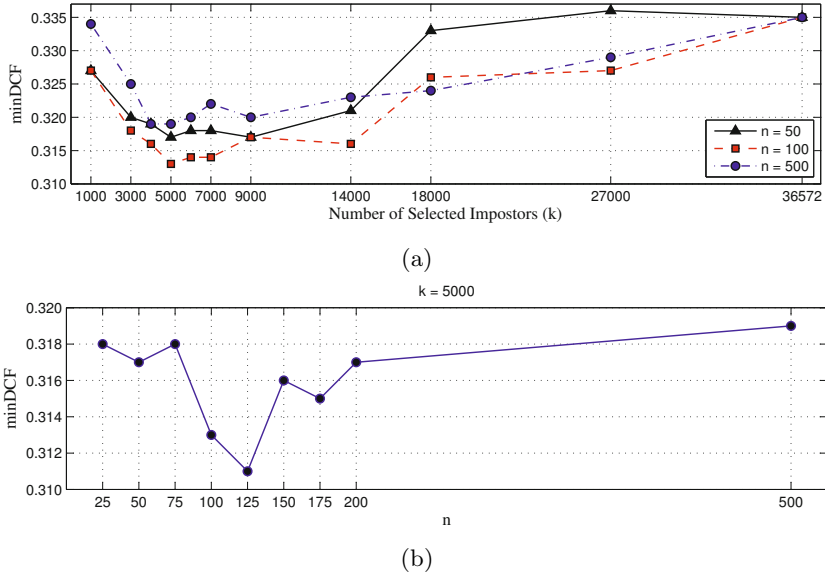 0.335
0.330
0.325
0.320
0.315
0.310
minDCF
1000 3000 5000 7000 9000 14000 18000 27000 36572
Number of Selected Impostors (k)
n = 50
n = 100
n = 500
(a)
k = 5000
0.320
0.318
0.316
0.314
0.312
0.310
minDCF
25 50 75 100 125 150 175 200 500
n
(b)